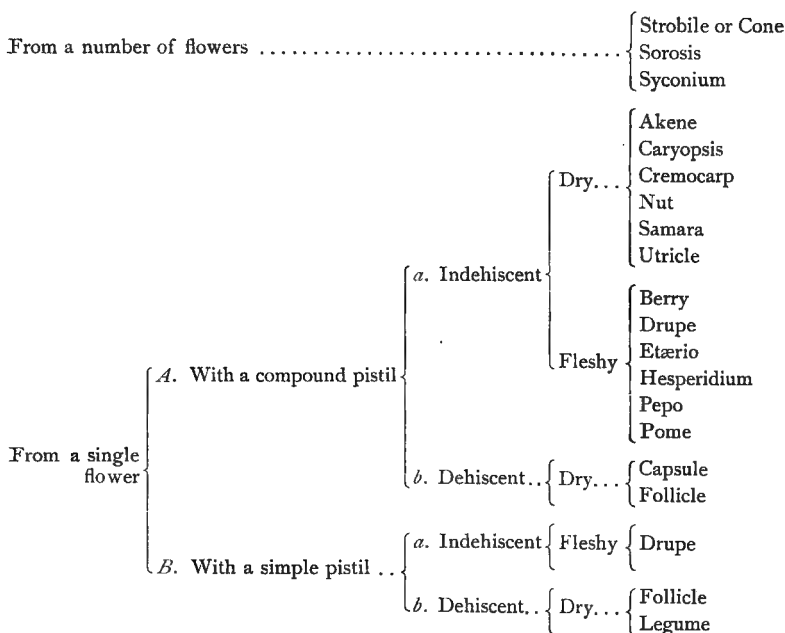 From a number of flowers ........................................ Strobile or Cone
Sorosis
Syconium
Akene
Caryopsis
Dry... Cremocarp
Nut
Samara
Utricle
a. Indehiscent
Berry
Drupe
Fleshy Etærio
Hesperidium
Pepo
Pome
A. With a compound pistil
b. Dehiscent.. Dry... Capsule
Follicle
From a single
flower
B. With a simple pistil ..
a. Indehiscent Fleshy Drupe
b. Dehiscent.. Dry... Follicle
Legume